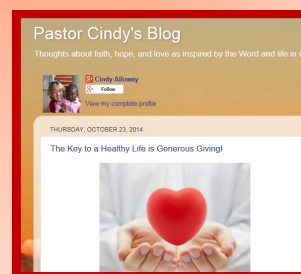 Pastor Cindy's Blog
Thoughts about faith, hope, and love as inspired by the Word and life in
Cindy Alloway
Follow
View my complete profile
THURSDAY, OCTOBER 23, 2014
The Key to a Healthy Life is Generous Giving!